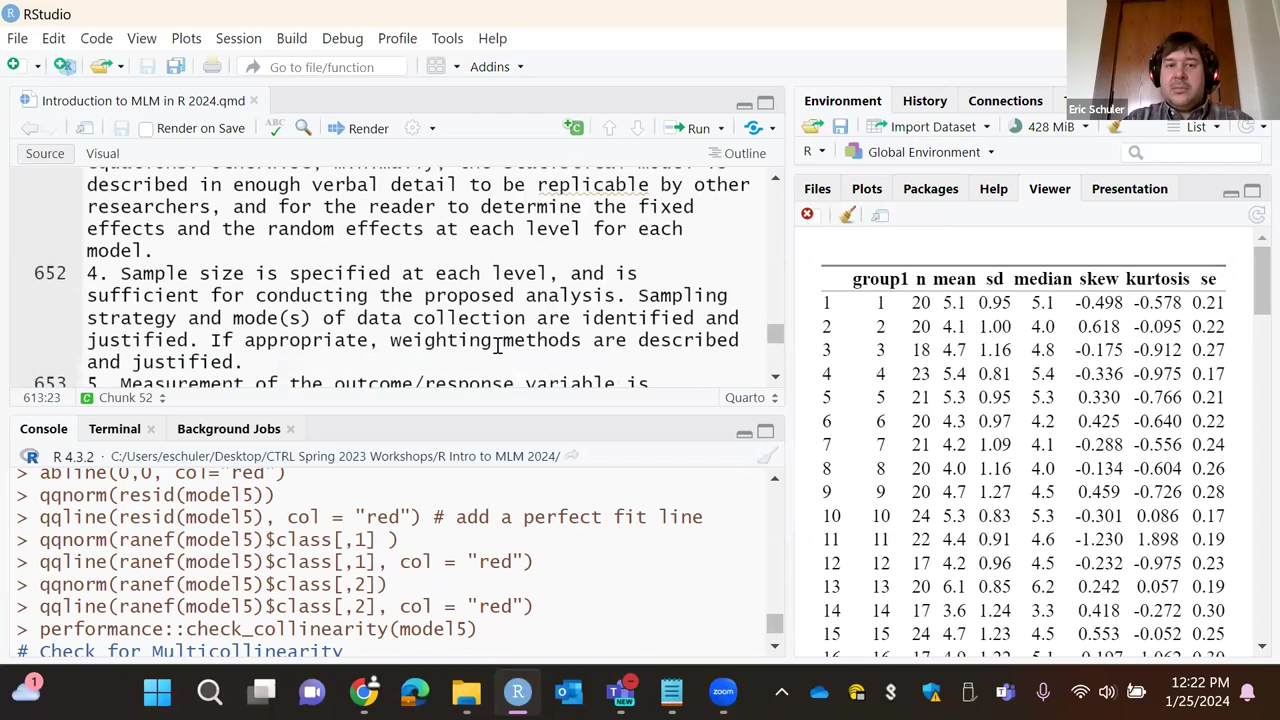 RStudio
File Edit Code View Plots Session Build Debug Profile Tools Help
Go to file/function
Addins
Eric Schuler
Introduction to MLM in R 2024.qmd
Render on Save
ABC
Render
Run
Source Visual
Outline
described in enough verbal detail to be replicable by other
researchers, and for the reader to determine the fixed
effects and the random effects at each level for each
model.
652 4. Sample size is specified at each level, and is
sufficient for conducting the proposed analysis. Sampling
strategy and mode(s) of data collection are identified and
justified. If appropriate, weighting methods are described
and justified.
653 5. Measurement of the outcome/response variable is
613:23 Chunk 52 Quarto
Console Terminal Background Jobs
R 4.3.2 · C:/Users/eschuler/Desktop/CTRL Spring 2023 Workshops/R Intro to MLM 2024/
> abline(0,0, col="red")
> qqnorm(resid(model5))
> qqline(resid(model5), col = "red") # add a perfect fit line
> qqnorm(ranef(model5)$class[,1] )
> qqline(ranef(model5)$class[,1], col = "red")
> qqnorm(ranef(model5)$class[,2])
> qqline(ranef(model5)$class[,2], col = "red")
> performance::check_collinearity(model5)
# Check for Multicollinearity
Environment History Connections
Import Dataset 428 MiB List
R Global Environment
Files Plots Packages Help Viewer Presentation
group1 n mean sd median skew kurtosis se
1 1 20 5.1 0.95 5.1 -0.498 -0.578 0.21
2 2 20 4.1 1.00 4.0 0.618 -0.095 0.22
3 3 18 4.7 1.16 4.8 -0.175 -0.912 0.27
4 4 23 5.4 0.81 5.4 -0.336 -0.975 0.17
5 5 21 5.3 0.95 5.3 0.330 -0.766 0.21
6 6 20 4.3 0.97 4.2 0.425 -0.640 0.22
7 7 21 4.2 1.09 4.1 -0.288 -0.556 0.24
8 8 20 4.0 1.16 4.0 -0.134 -0.604 0.26
9 9 20 4.7 1.27 4.5 0.459 -0.726 0.28
10 10 24 5.3 0.83 5.3 -0.301 0.086 0.17
11 11 22 4.4 0.91 4.6 -1.230 1.898 0.19
12 12 17 4.2 0.96 4.5 -0.232 -0.975 0.23
13 13 20 6.1 0.85 6.2 0.242 0.057 0.19
14 14 17 3.6 1.24 3.3 0.418 -0.272 0.30
15 15 24 4.7 1.23 4.5 0.553 -0.052 0.25
1
NEW
zoom
12:22 PM
1/25/2024